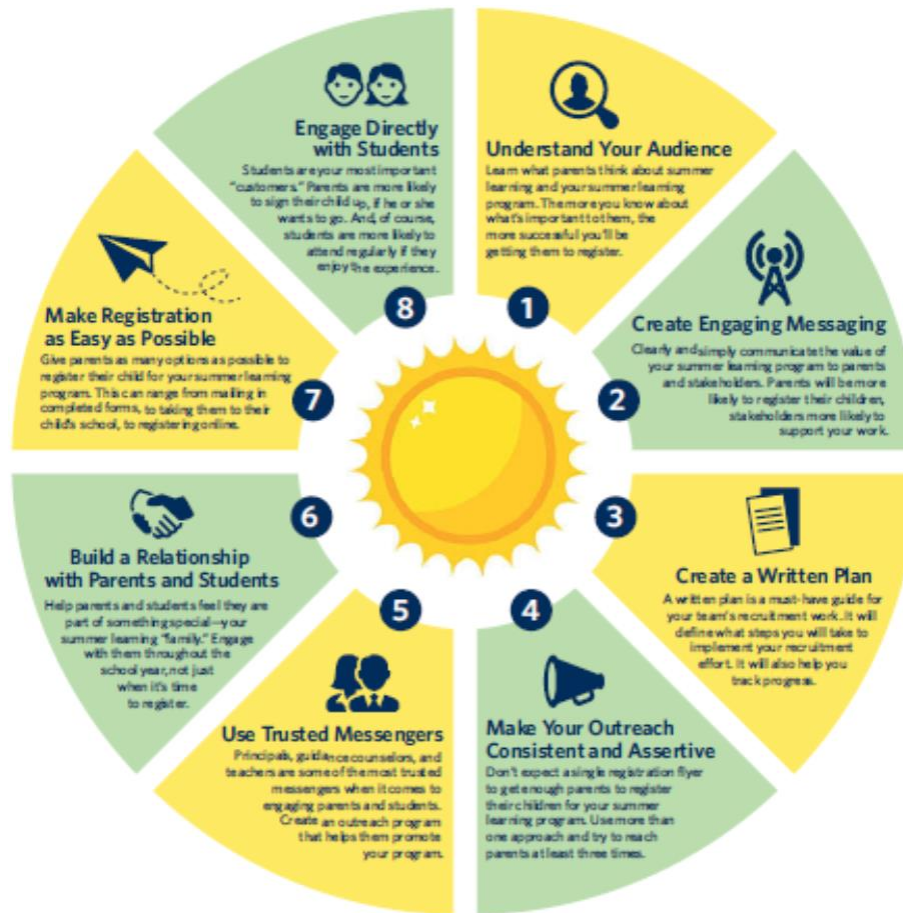 1
Understand Your Audience
Learn what parents think about summer
learning and your summer learning
program. The more you know about
what's important to them, the
more successful you'll be
getting them to register.
2
Create Engaging Messaging
Clearly and simply communicate the value of
your summer learning program to parents
and stakeholders. Parents will be more
likely to register their children,
stakeholders more likely to
support your work.
3
Create a Written Plan
A written plan is a must-have guide for
your team's recruitment work. It will
define what steps you will take to
implement your recruitment
effort. It will also help you
track progress.
4
Make Your Outreach
Consistent and Assertive
Don't expect a single registration flyer
to get enough parents to register
their children for your summer
learning program. Use more than
one approach and try to reach
parents at least three times.
5
Use Trusted Messengers
Principals, guidance counselors, and
teachers are some of the most trusted
messengers when it comes to
engaging parents and students.
Create an outreach program
that helps them promote
your program.
6
Build a Relationship
with Parents and Students
Help parents and students feel they are
part of something special—your
summer learning "family." Engage
with them throughout the
school year, not just
when it's time
to register.
7
Make Registration
as Easy as Possible
Give parents as many options as possible to
register their child for your summer learning
program. This can range from mailing in
completed forms, to taking them to their
child's school, to registering online.
8
Engage Directly
with Students
Students are your most important
"customers." Parents are more likely
to sign their child up, if he or she
wants to go. And, of course,
students are more likely to
attend regularly if they
enjoy the experience.